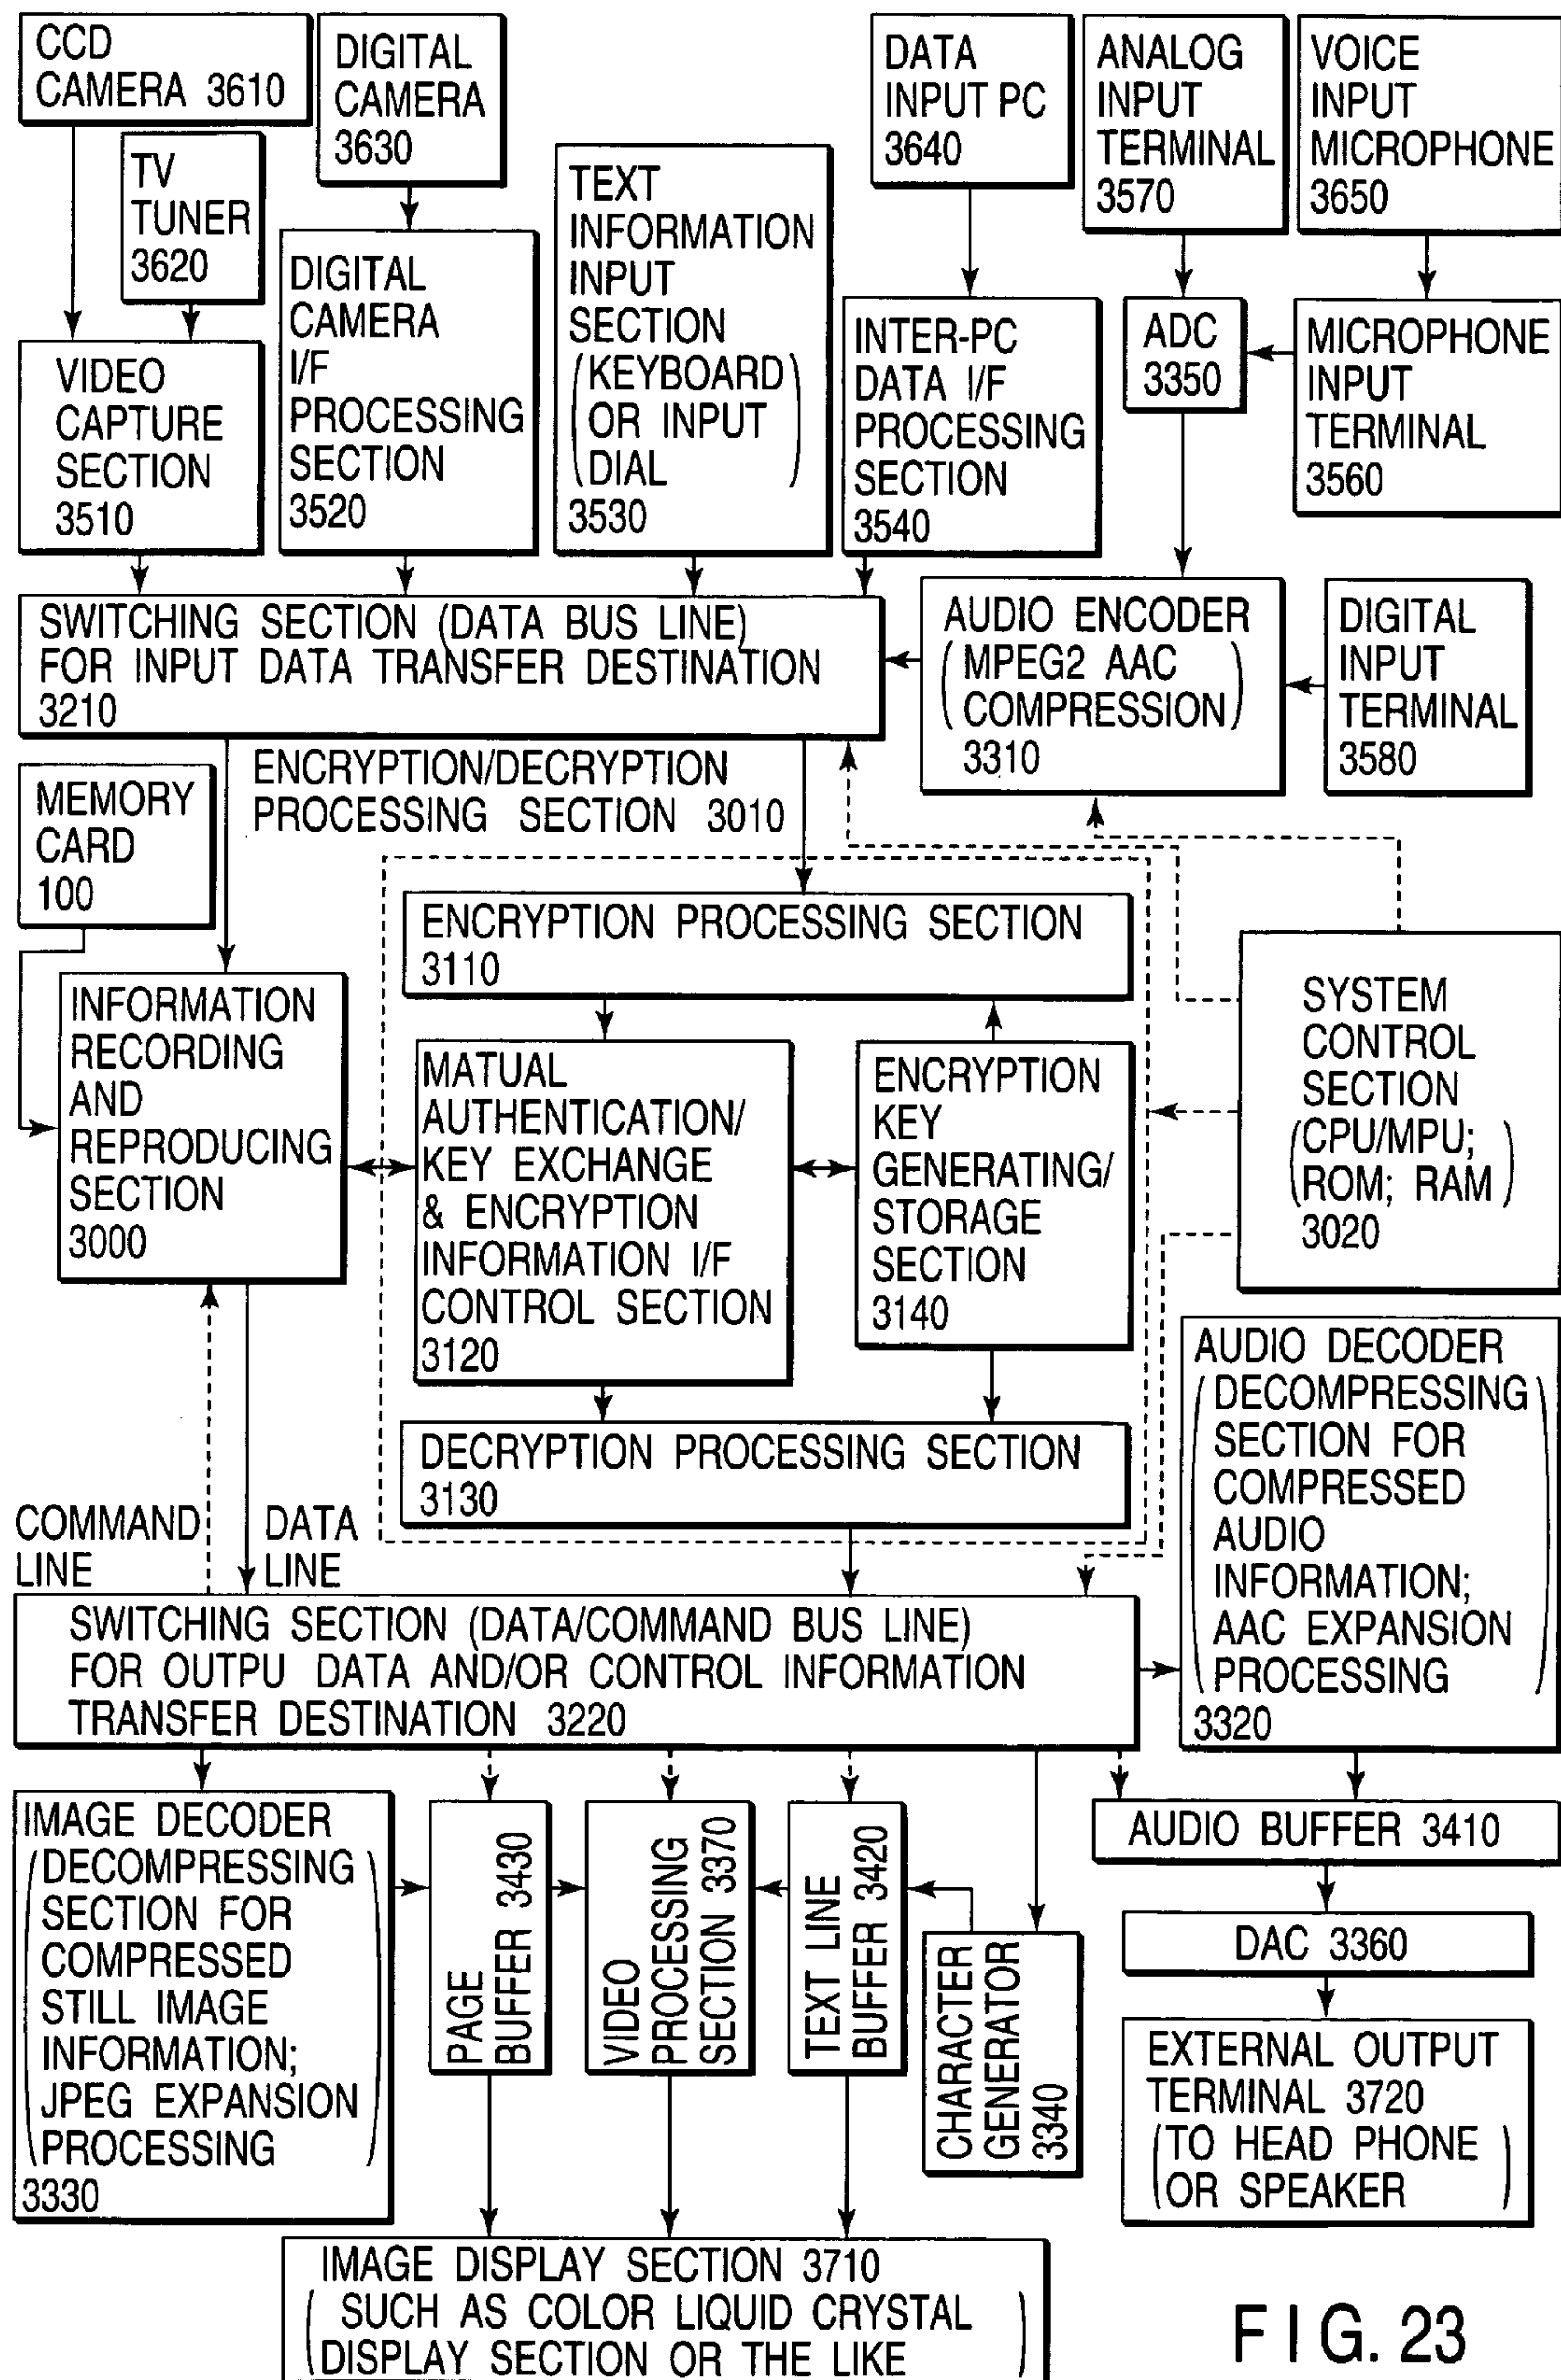 CCD
CAMERA 3610
DIGITAL
CAMERA
3630
DATA
INPUT PC
3640
ANALOG
INPUT
TERMINAL
3570
VOICE
INPUT
MICROPHONE
3650
TV
TUNER
3620
TEXT
INFORMATION
INPUT
SECTION
(KEYBOARD
OR INPUT
DIAL)
3530
DIGITAL
CAMERA
I/F
PROCESSING
SECTION
3520
VIDEO
CAPTURE
SECTION
3510
INTER-PC
DATA I/F
PROCESSING
SECTION
3540
ADC
3350
MICROPHONE
INPUT
TERMINAL
3560
SWITCHING SECTION (DATA BUS LINE)
FOR INPUT DATA TRANSFER DESTINATION
3210
AUDIO ENCODER
(MPEG2 AAC
COMPRESSION)
3310
DIGITAL
INPUT
TERMINAL
3580
MEMORY
CARD
100
ENCRYPTION/DECRYPTION
PROCESSING SECTION 3010
ENCRYPTION PROCESSING SECTION
3110
INFORMATION
RECORDING
AND
REPRODUCING
SECTION
3000
MATUAL
AUTHENTICATION/
KEY EXCHANGE
& ENCRYPTION
INFORMATION I/F
CONTROL SECTION
3120
ENCRYPTION
KEY
GENERATING/
STORAGE
SECTION
3140
SYSTEM
CONTROL
SECTION
(CPU/MPU;
ROM; RAM)
3020
DECRYPTION PROCESSING SECTION
3130
AUDIO DECODER
(DECOMPRESSING
SECTION FOR
COMPRESSED
AUDIO
INFORMATION;
AAC EXPANSION
PROCESSING)
3320
COMMAND
LINE
DATA
LINE
SWITCHING SECTION (DATA/COMMAND BUS LINE)
FOR OUTPU DATA AND/OR CONTROL INFORMATION
TRANSFER DESTINATION 3220
IMAGE DECODER
(DECOMPRESSING
SECTION FOR
COMPRESSED
STILL IMAGE
INFORMATION;
JPEG EXPANSION
PROCESSING)
3330
PAGE
BUFFER 3430
VIDEO
PROCESSING
SECTION 3370
TEXT LINE
BUFFER 3420
CHARACTER
GENERATOR
3340
AUDIO BUFFER 3410
DAC 3360
EXTERNAL OUTPUT
TERMINAL 3720
(TO HEAD PHONE
OR SPEAKER)
IMAGE DISPLAY SECTION 3710
(SUCH AS COLOR LIQUID CRYSTAL
DISPLAY SECTION OR THE LIKE)
FIG. 23